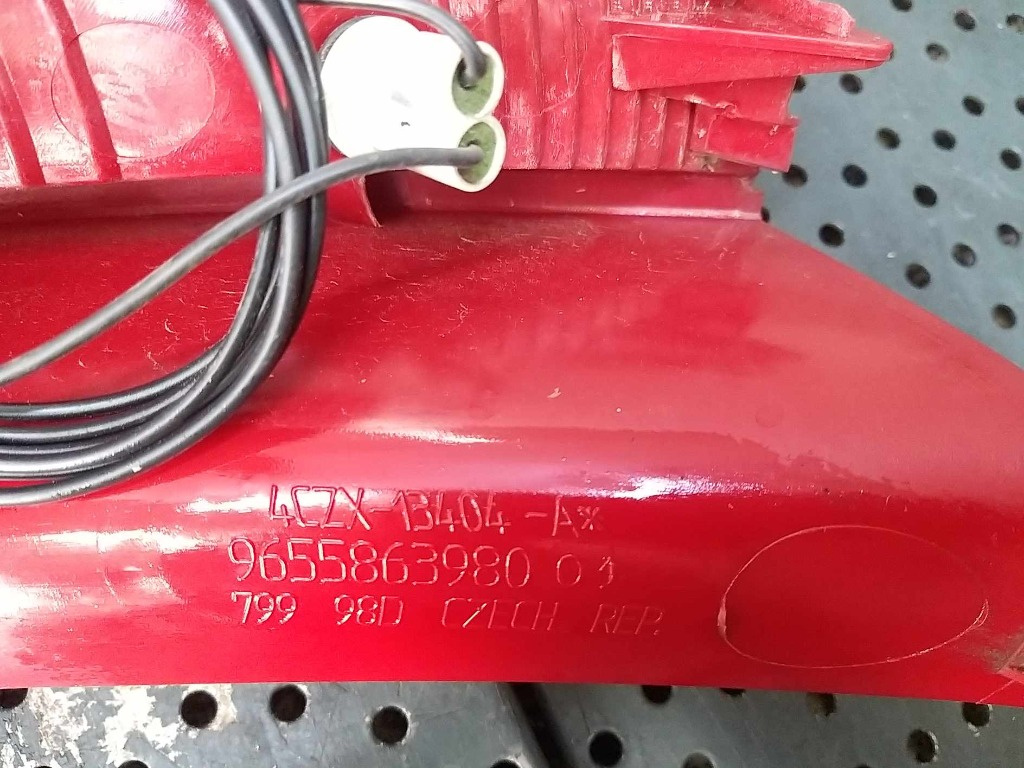 4CZX-13404-A*
9655863980 01
799 98D CZECH REP.